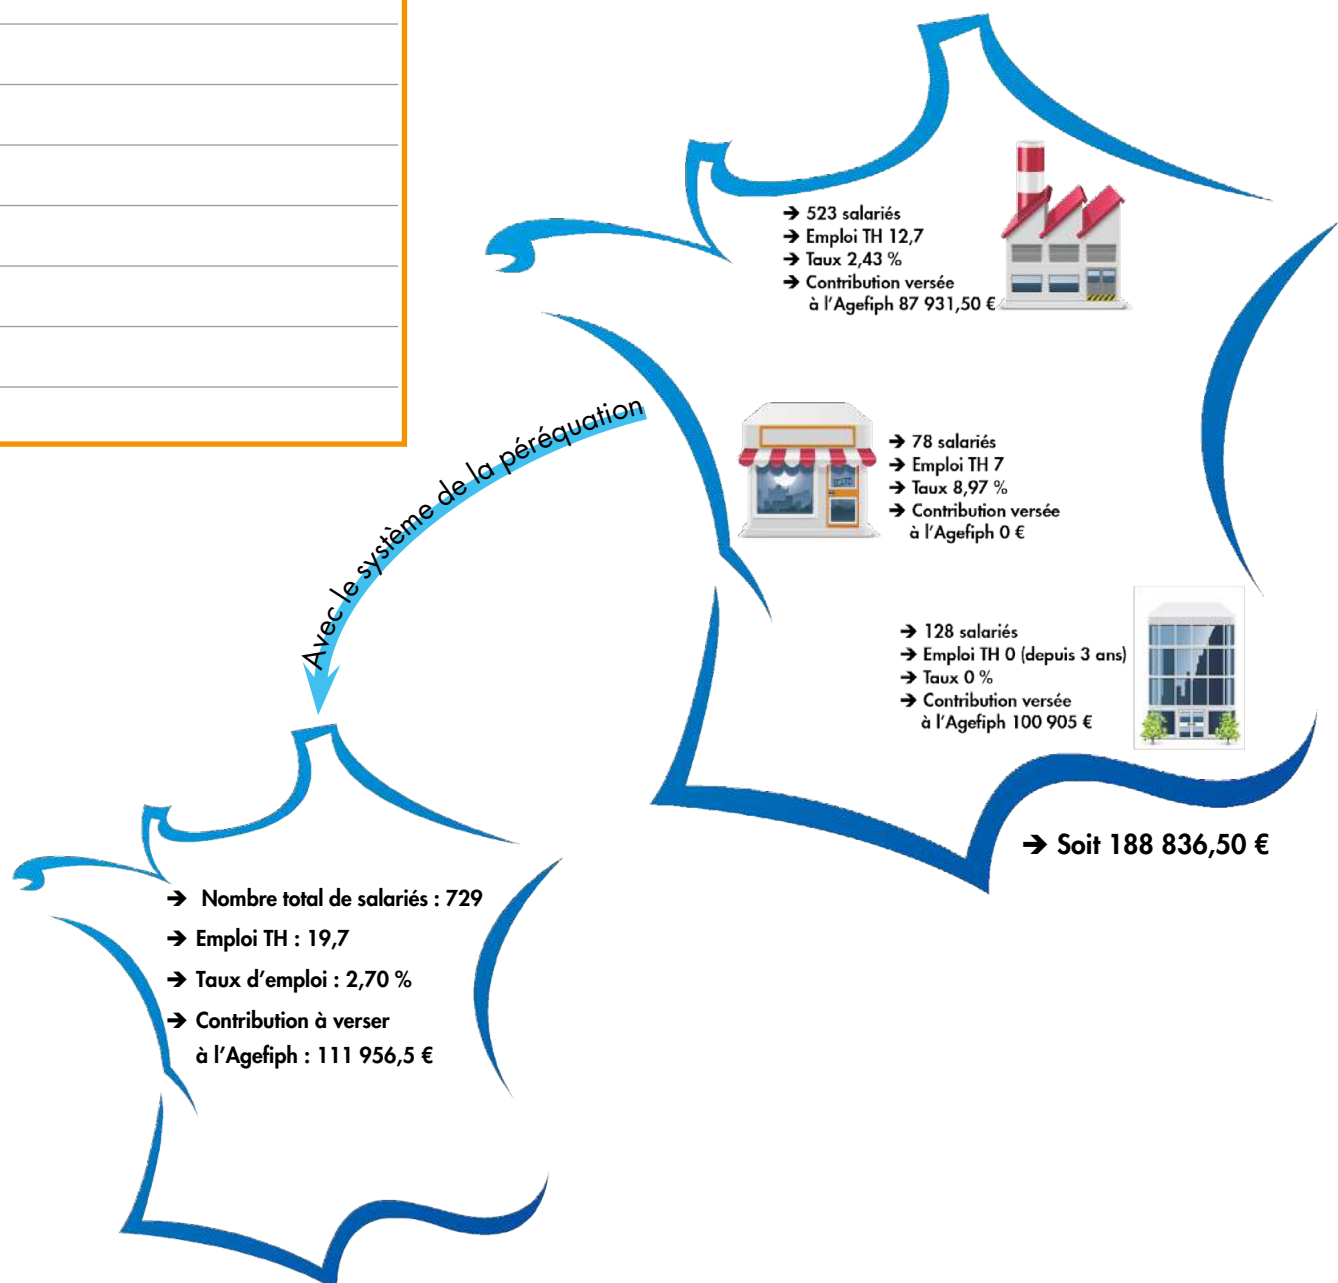 ➔ 523 salariés
➔ Emploi TH 12,7
➔ Taux 2,43 %
➔ Contribution versée
à l'Agefiph 87 931,50 €
➔ 78 salariés
➔ Emploi TH 7
➔ Taux 8,97 %
➔ Contribution versée
à l'Agefiph 0 €
➔ 128 salariés
➔ Emploi TH 0 (depuis 3 ans)
➔ Taux 0 %
➔ Contribution versée
à l'Agefiph 100 905 €
➔ Soit 188 836,50 €
Avec le système de la péréquation
➔ Nombre total de salariés : 729
➔ Emploi TH : 19,7
➔ Taux d'emploi : 2,70 %
➔ Contribution à verser
à l'Agefiph : 111 956,5 €